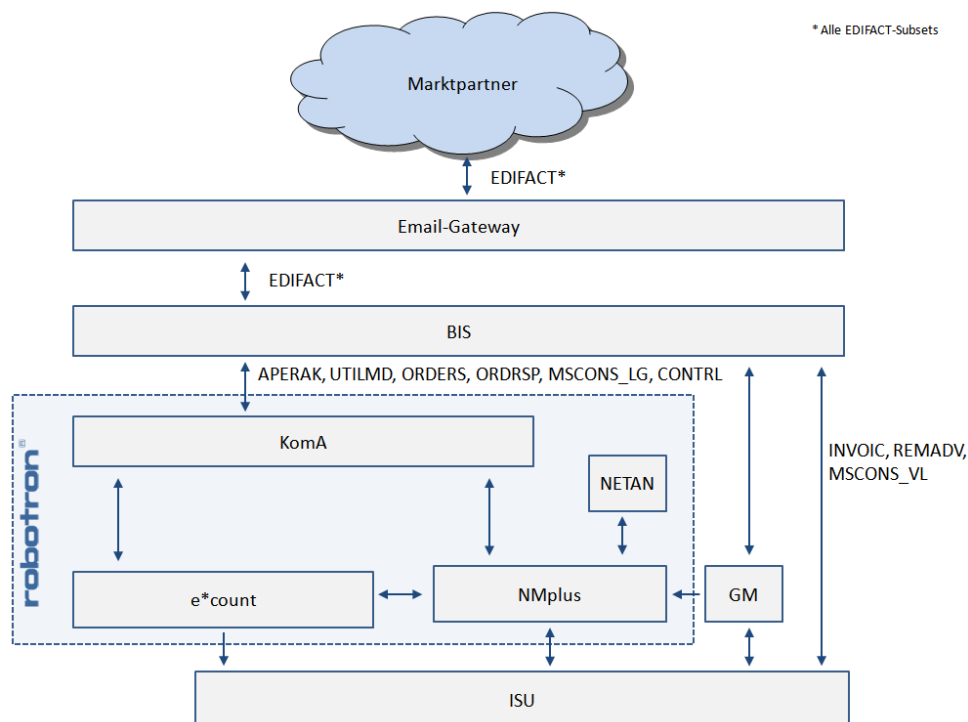 * Alle EDIFACT-Subsets
Marktpartner
EDIFACT*
Email-Gateway
EDIFACT*
BIS
APERAK, UTILMD, ORDERS, ORDRSP, MSCONS_LG, CONTRL
KomA
INVOIC, REMADV,
MSCONS_VL
NETAN
robotron®
e*count
NMplus
GM
ISU